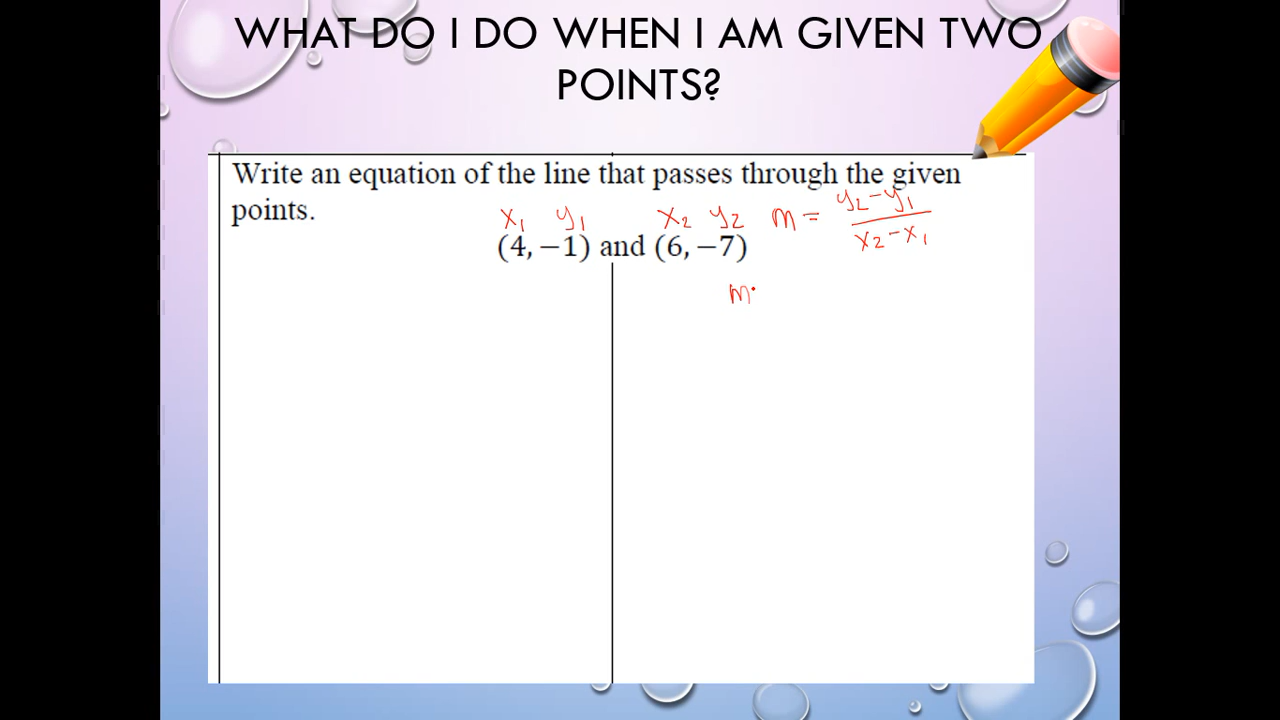 WHAT DO I DO WHEN I AM GIVEN TWO
POINTS?
Write an equation of the line that passes through the given
points.
x₁ y₁ x₂ y₂ m = y₂-y₁ / x₂-x₁
(4, −1) and (6, −7)
m